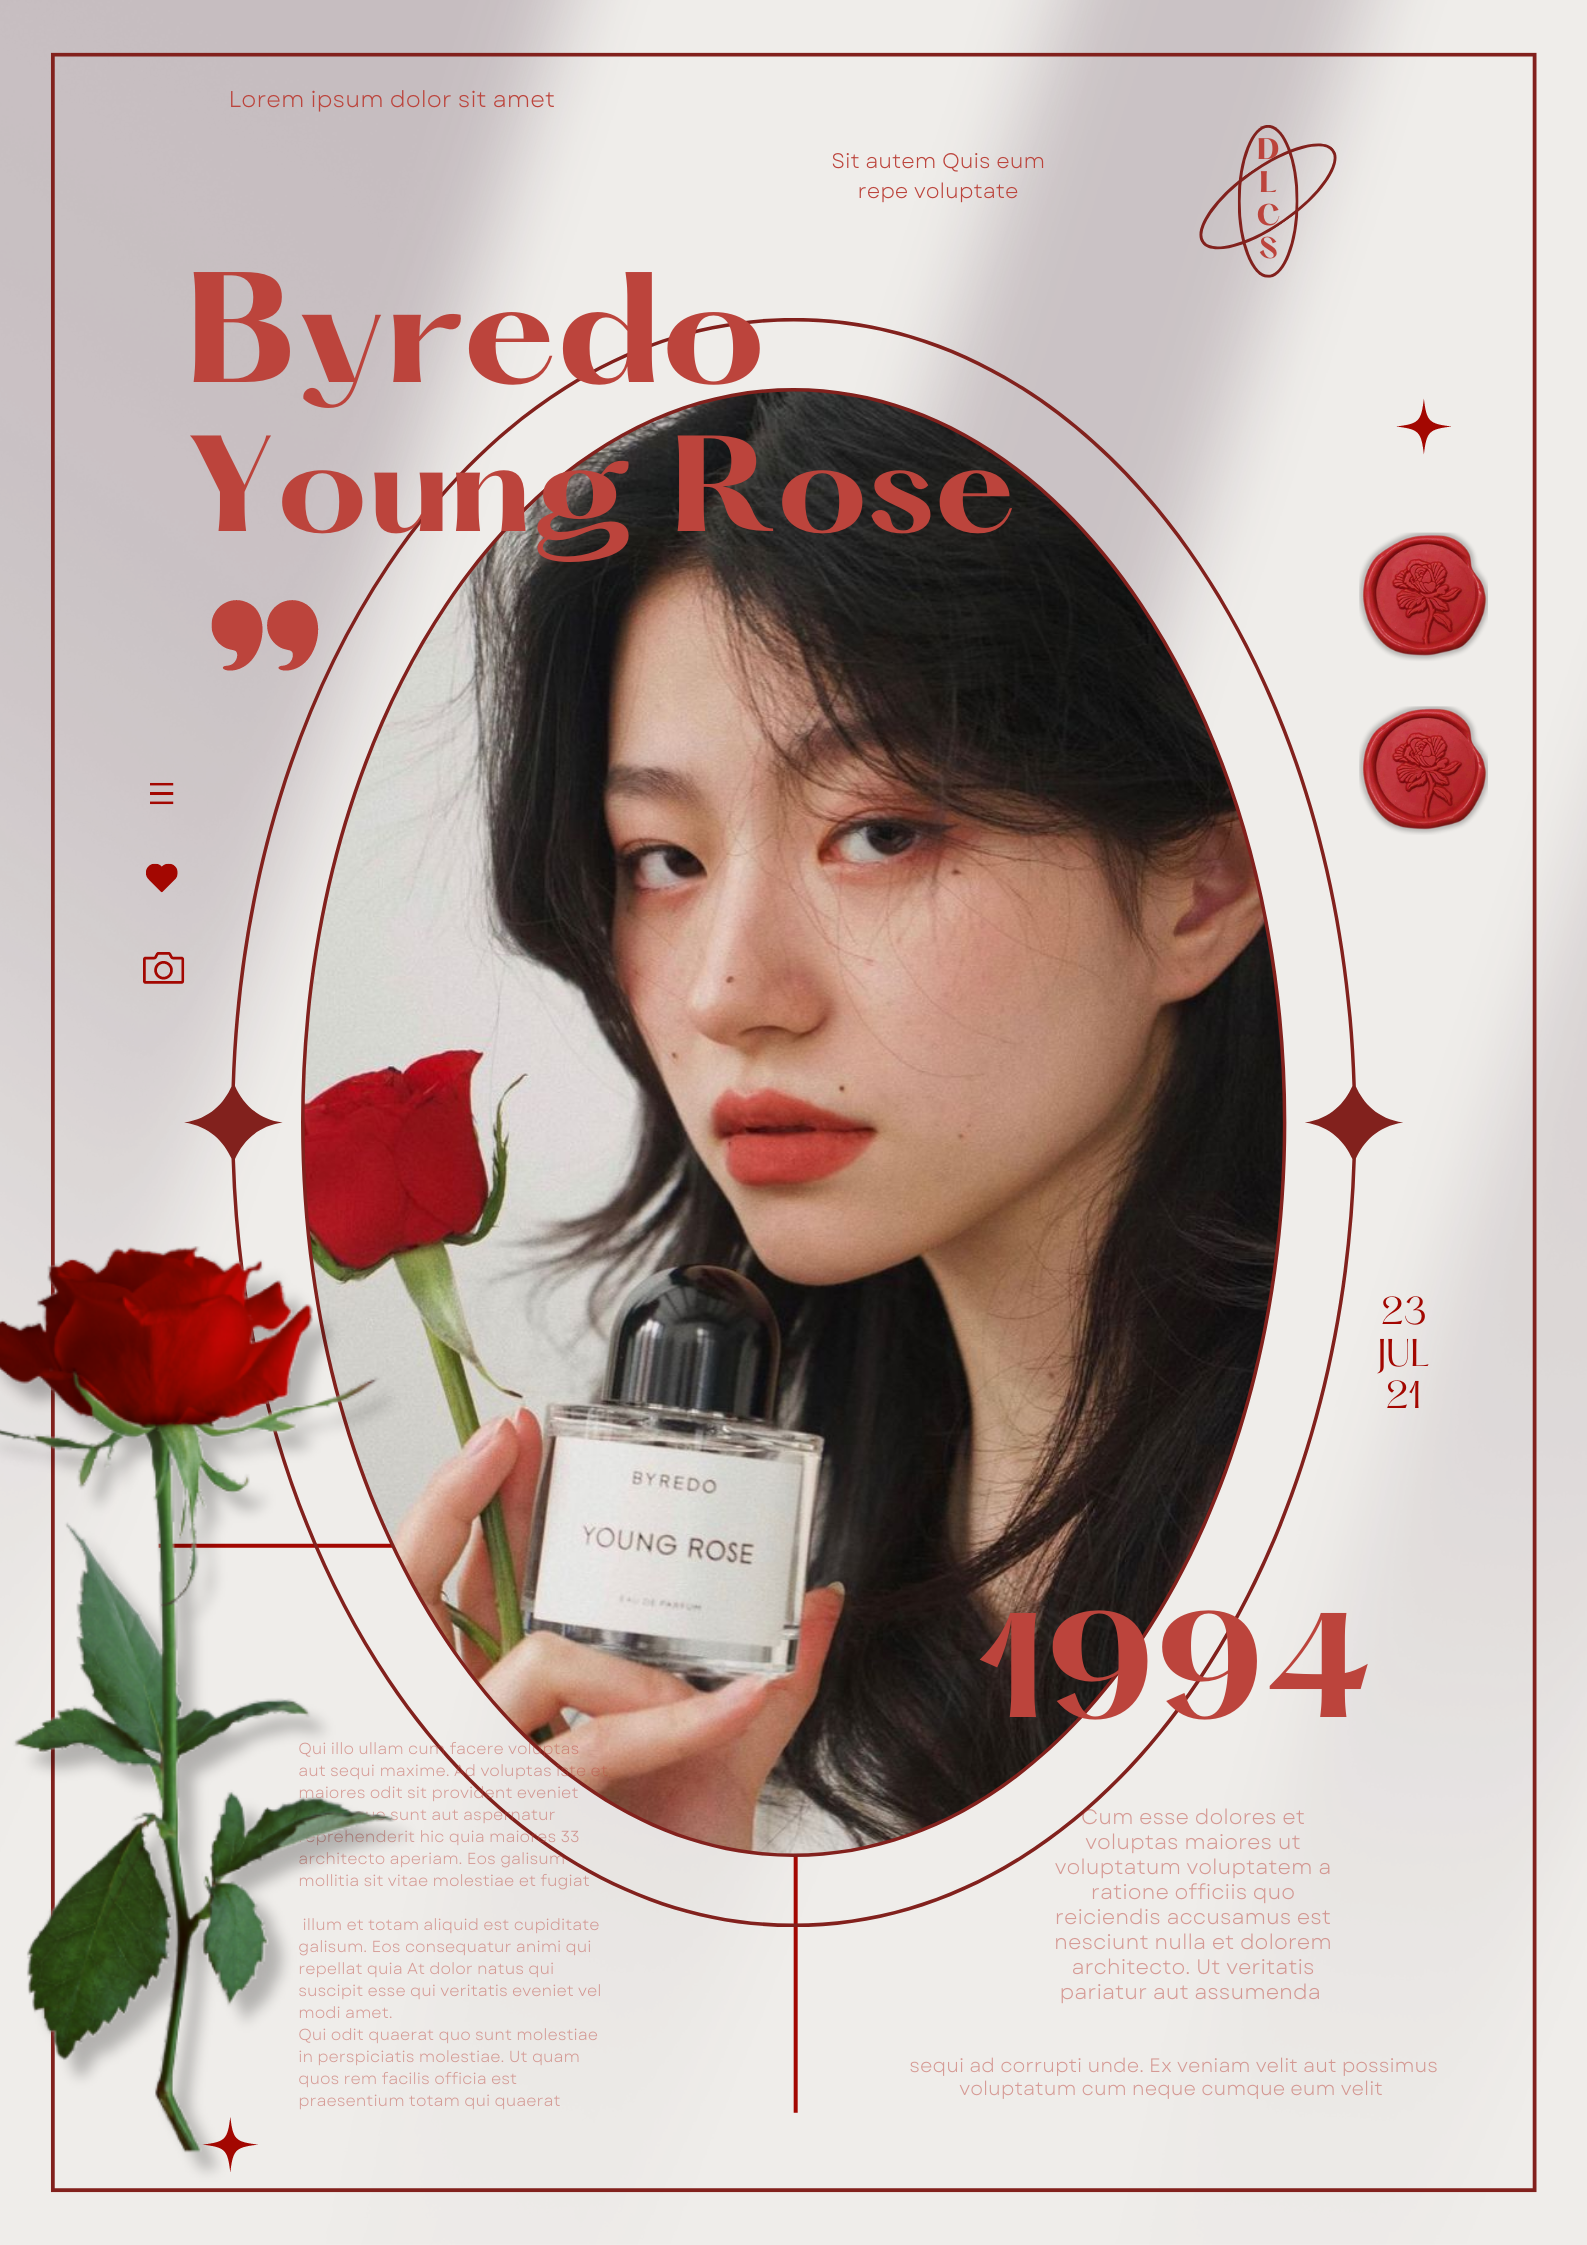 Lorem ipsum dolor sit amet
Sit autem Quis eum
repe voluptate
D
L
C
S
Byredo
Young Rose
”
23
JUL
21
BYREDO
YOUNG ROSE
EAU DE PARFUM
1994
Qui illo ullam cum facere voluptas
aut sequi maxime. Ad voluptas iste et
maiores odit sit provident eveniet
sunt aut aspernatur
reprehenderit hic quia maiores 33
architecto aperiam. Eos galisum
mollitia sit vitae molestiae et fugiat
illum et totam aliquid est cupiditate
galisum. Eos consequatur animi qui
repellat quia At dolor natus qui
suscipit esse qui veritatis eveniet vel
modi amet.
Qui odit quaerat quo sunt molestiae
in perspiciatis molestiae. Ut quam
quos rem facilis officia est
praesentium totam qui quaerat
Cum esse dolores et
voluptas maiores ut
voluptatum voluptatem a
ratione officiis quo
reiciendis accusamus est
nesciunt nulla et dolorem
architecto. Ut veritatis
pariatur aut assumenda
sequi ad corrupti unde. Ex veniam velit aut possimus
voluptatum cum neque cumque eum velit